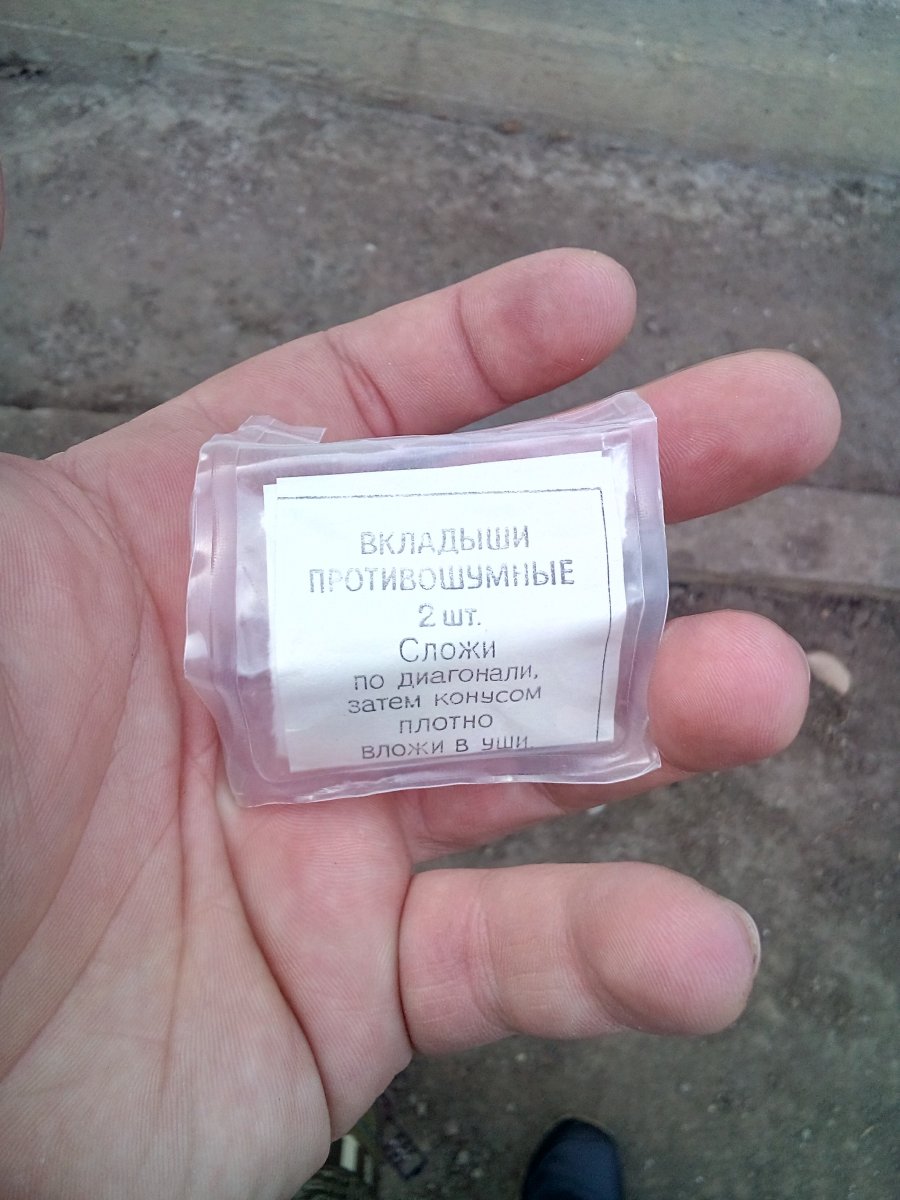 ВКЛАДЫШИ
ПРОТИВОШУМНЫЕ
2 шт.
Сложи
по диагонали,
затем конусом
плотно
вложи в уши.